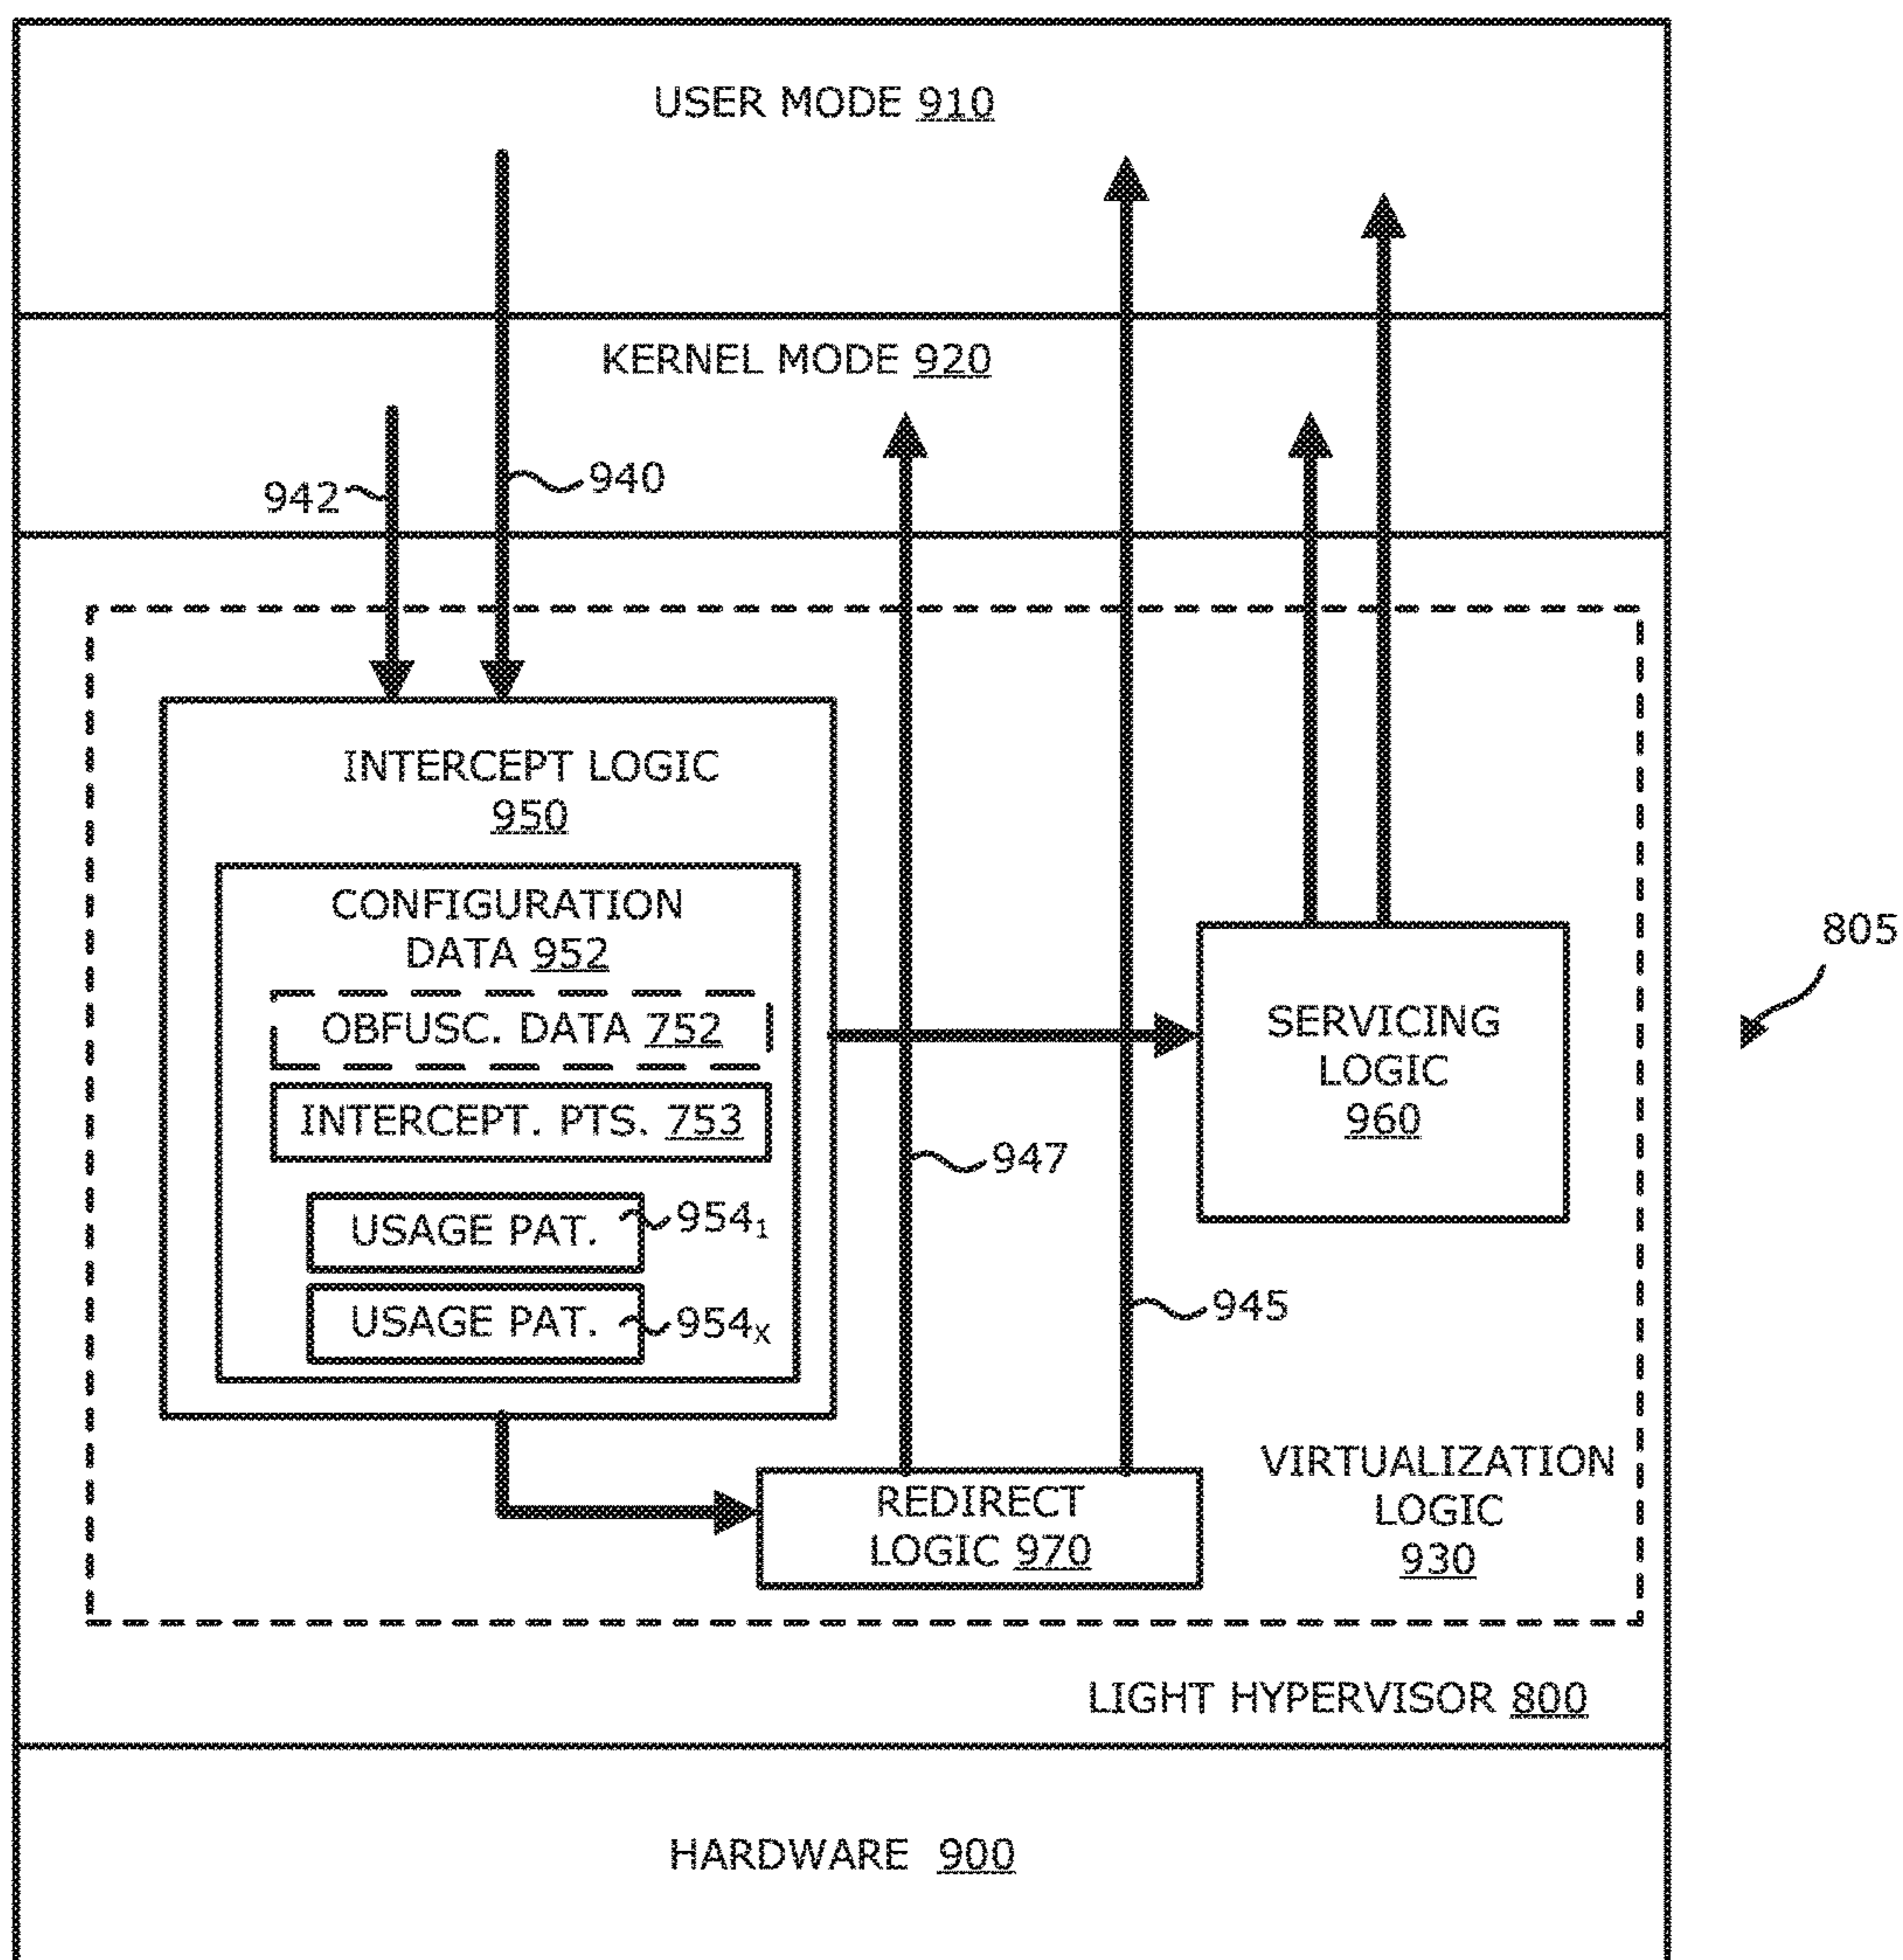 USER MODE 910
KERNEL MODE 920
942
940
INTERCEPT LOGIC
950
CONFIGURATION
DATA 952
OBFUSC. DATA 752
INTERCEPT. PTS. 753
USAGE PAT.
954₁
USAGE PAT.
954ₓ
947
945
SERVICING
LOGIC
960
805
REDIRECT
LOGIC 970
VIRTUALIZATION
LOGIC
930
LIGHT HYPERVISOR 800
HARDWARE 900